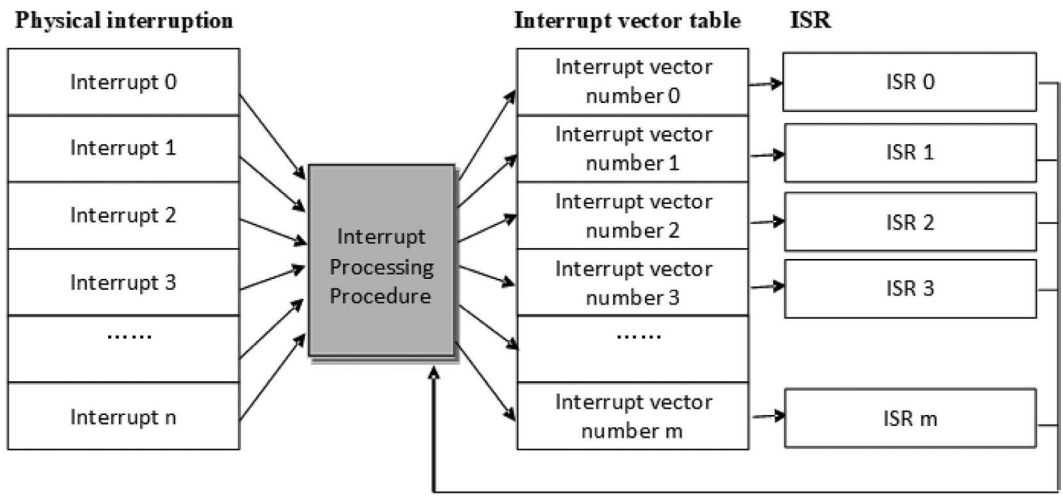 Physical interruption
Interrupt vector table
ISR
Interrupt 0
Interrupt 1
Interrupt 2
Interrupt 3
……
Interrupt n
Interrupt
Processing
Procedure
Interrupt vector
number 0
Interrupt vector
number 1
Interrupt vector
number 2
Interrupt vector
number 3
……
Interrupt vector
number m
ISR 0
ISR 1
ISR 2
ISR 3
ISR m